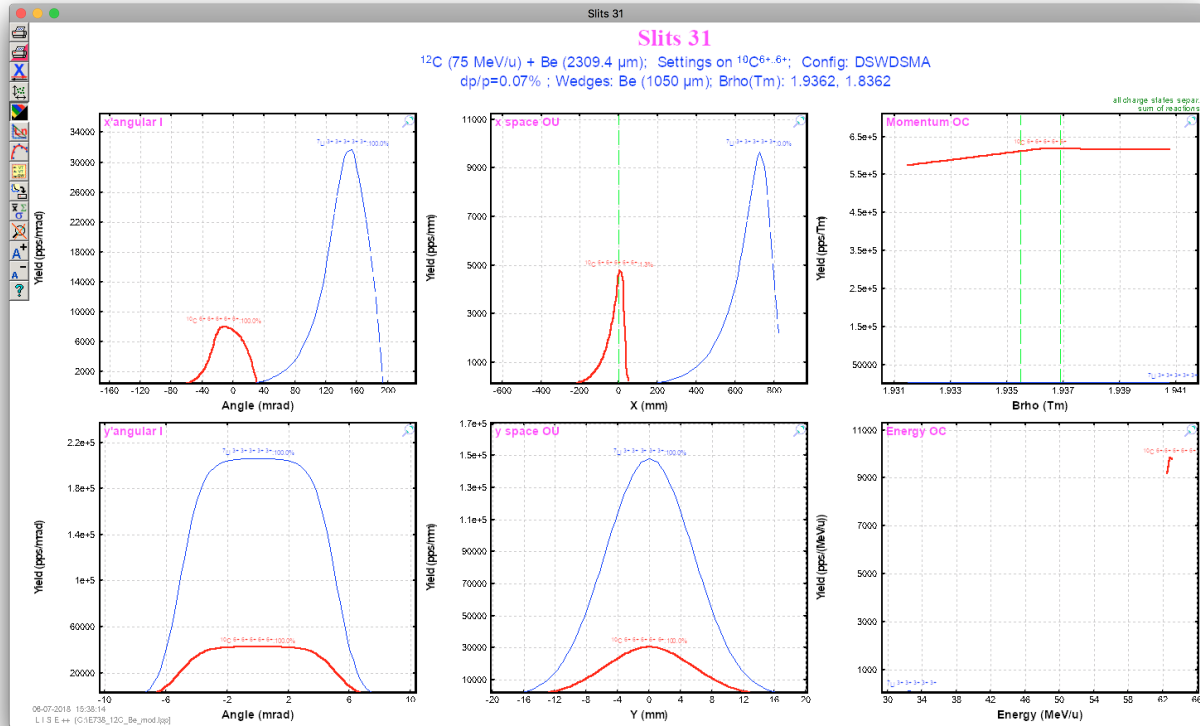 Slits 31
Slits 31
¹²C (75 MeV/u) + Be (2309.4 µm); Settings on ¹⁰C⁶⁺··⁶⁺; Config: DSWDSMA
dp/p=0.07% ; Wedges: Be (1050 µm); Brho(Tm): 1.9362, 1.8362
all charge states separ.
sum of reactions
x'angular I
34000
30000
26000
22000
18000
14000
10000
6000
2000
Yield (pps/mrad)
-160 -120 -80 -40 0 40 80 120 160 200
Angle (mrad)
x space OU
11000
9000
7000
5000
3000
1000
Yield (pps/mm)
-600 -400 -200 0 200 400 600 800
X (mm)
Momentum OC
6.5e+5
5.5e+5
4.5e+5
3.5e+5
2.5e+5
1.5e+5
50000
Yield (pps/Tm)
1.931 1.933 1.935 1.937 1.939 1.941
Brho (Tm)
y'angular I
2.2e+5
1.8e+5
1.4e+5
1e+5
60000
20000
Yield (pps/mrad)
-10 -6 -2 2 6 10
Angle (mrad)
y space OU
1.7e+5
1.5e+5
1.3e+5
1.1e+5
90000
70000
50000
30000
10000
Yield (pps/mm)
-20 -16 -12 -8 -4 0 4 8 12 16 20
Y (mm)
Energy OC
11000
9000
7000
5000
3000
1000
Yield (pps/(MeV/u))
30 34 38 42 46 50 54 58 62 66
Energy (MeV/u)
06-07-2018 15:38:14
L I S E ++ [C:\E738_12C_Be_mod.lpp]